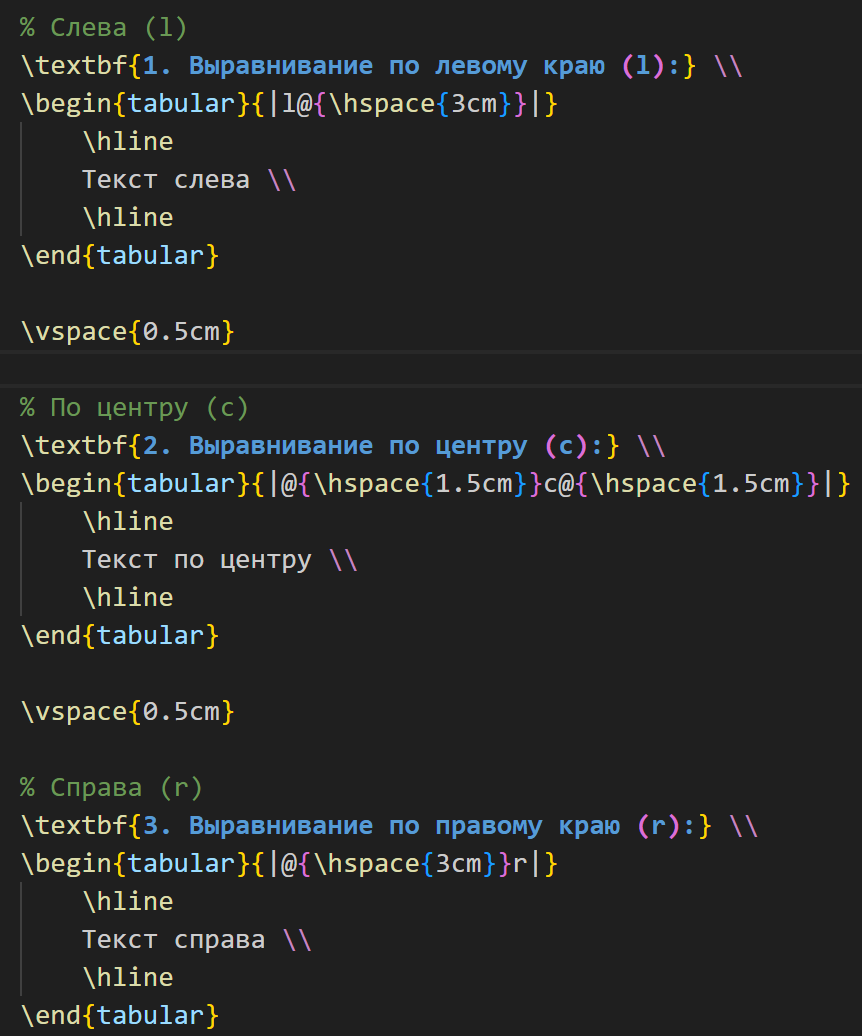 % Слева (l)
\textbf{1. Выравнивание по левому краю (l):} \\
\begin{tabular}{|l@{\hspace{3cm}}|}
    \hline
    Текст слева \\
    \hline
\end{tabular}

\vspace{0.5cm}

% По центру (c)
\textbf{2. Выравнивание по центру (c):} \\
\begin{tabular}{|@{\hspace{1.5cm}}c@{\hspace{1.5cm}}|}
    \hline
    Текст по центру \\
    \hline
\end{tabular}

\vspace{0.5cm}

% Справа (r)
\textbf{3. Выравнивание по правому краю (r):} \\
\begin{tabular}{|@{\hspace{3cm}}r|}
    \hline
    Текст справа \\
    \hline
\end{tabular}